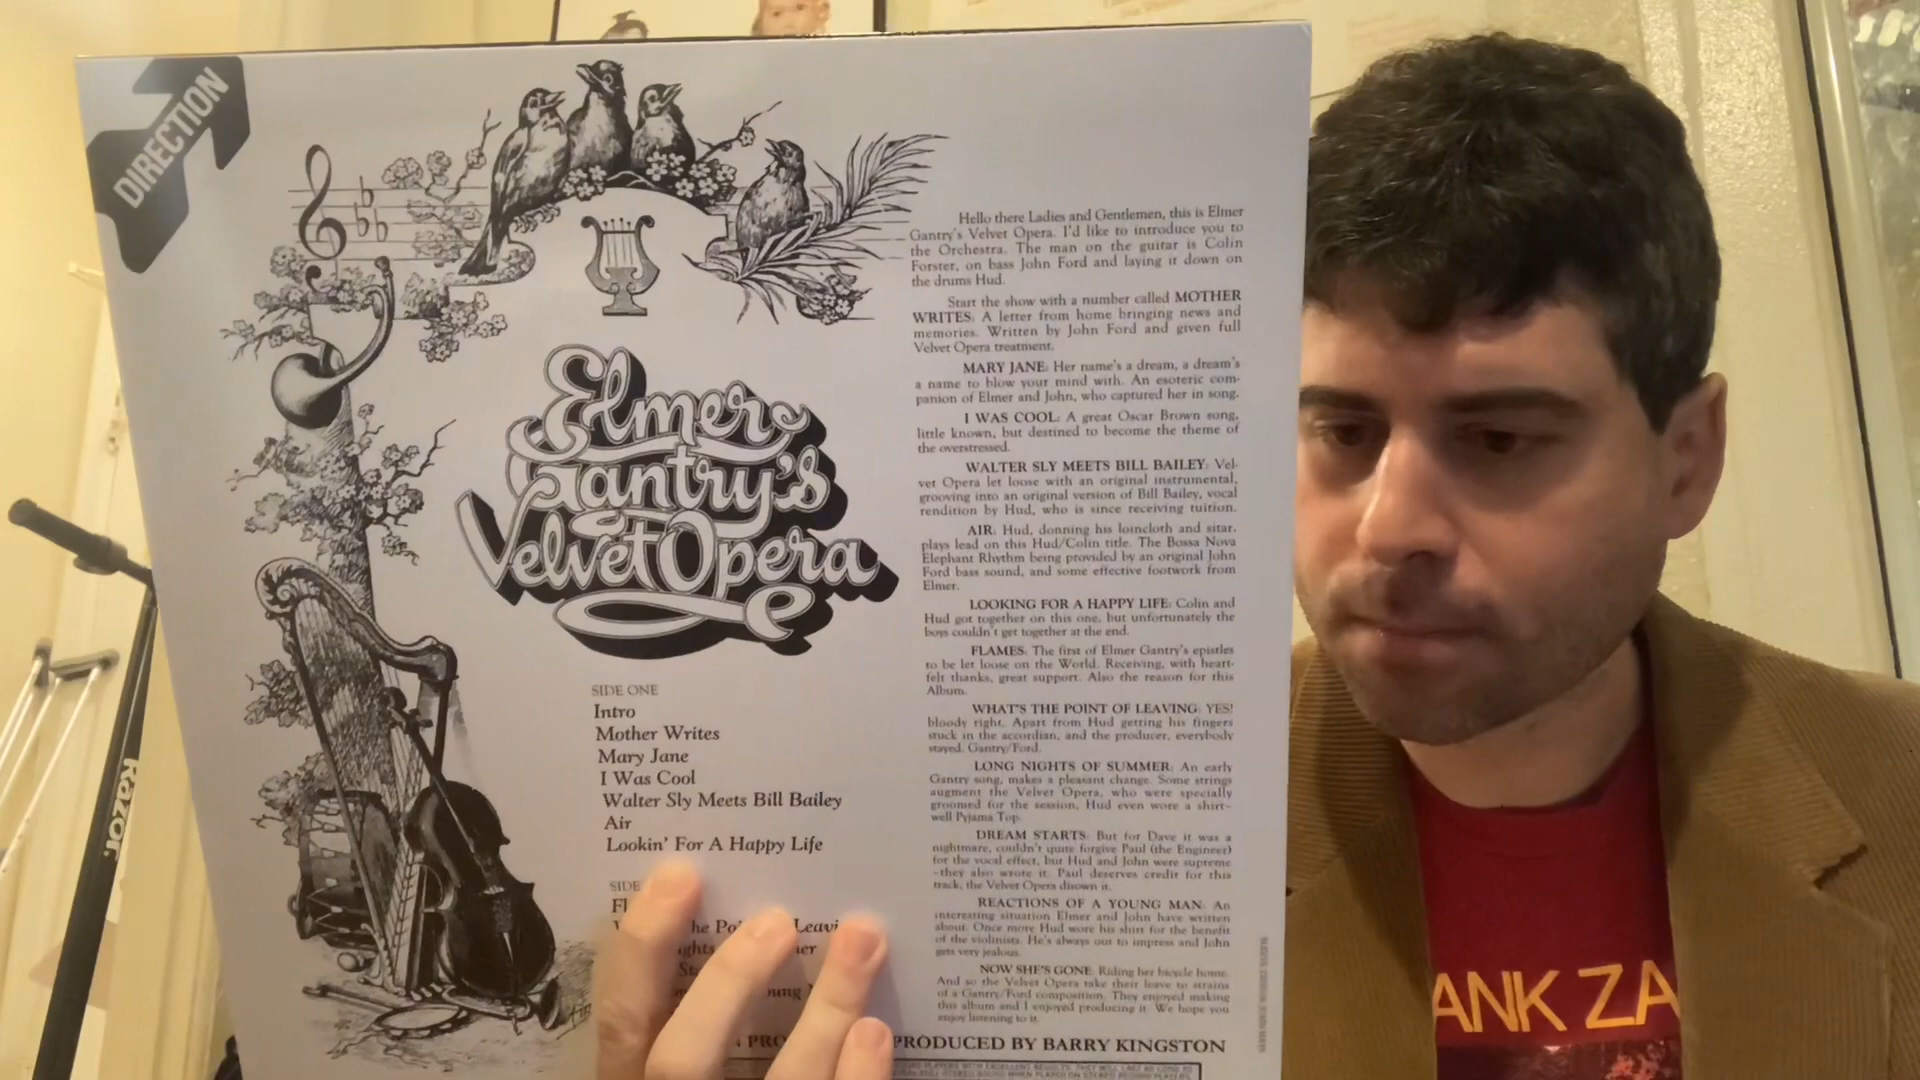 DIRECTION
Elmer
Gantry's
Velvet Opera
SIDE ONE
Intro
Mother Writes
Mary Jane
I Was Cool
Walter Sly Meets Bill Bailey
Air
Lookin' For A Happy Life
SIDE
he Leavi
Hello there Ladies and Gentlemen, this is Elmer
Gantry's Velvet Opera. I'd like to introduce you to
the Orchestra. The man on the guitar is Colin
Forster, on bass John Ford and laying it down on
the drums Hud.
Start the show with a number called MOTHER
WRITES: A letter from home bringing news and
memories. Written by John Ford and given full
Velvet Opera treatment.
MARY JANE: Her name's a dream, a dream's
a name to blow your mind with. An esoteric com-
panion of Elmer and John, who captured her in song.
I WAS COOL: A great Oscar Brown song,
little known, but destined to become the theme of
the overstressed.
WALTER SLY MEETS BILL BAILEY: Vel-
vet Opera let loose with an original instrumental,
grooving into an original version of Bill Bailey, vocal
rendition by Hud, who is since receiving tuition.
AIR: Hud, donning his loincloth and sitar,
plays lead on this Hud/Colin title. The Bossa Nova
Elephant Rhythm being provided by an original John
Ford bass sound, and some effective footwork from
Elmer.
LOOKING FOR A HAPPY LIFE: Colin and
Hud got together on this one, but unfortunately the
boys couldn't get together at the end.
FLAMES: The first of Elmer Gantry's epistles
to be let loose on the World. Receiving, with heart-
felt thanks, great support. Also the reason for this
Album.
WHAT'S THE POINT OF LEAVING: YES!
bloody right. Apart from Hud getting his fingers
stuck in the accordian, and the producer, everybody
stayed. Gantry/Ford.
LONG NIGHTS OF SUMMER: An early
Gantry song, makes a pleasant change. Some strings
augment the Velvet Opera, who were specially
groomed for the session, Hud even wore a shirt-
well Pyjama Top.
DREAM STARTS: But for Dave it was a
nightmare, couldn't quite forgive Paul (the Engineer)
for the vocal effect, but Hud and John were supreme
-they also wrote it. Paul deserves credit for this
track, the Velvet Opera disown it.
REACTIONS OF A YOUNG MAN: An
interesting situation Elmer and John have written
about. Once more Hud wore his shirt for the benefit
of the violinists. He's always out to impress and John
gets very jealous.
NOW SHE'S GONE: Riding her bicycle home.
And so the Velvet Opera take their leave to strains
of a Gantry/Ford composition. They enjoyed making
this album and I enjoyed producing it. We hope you
enjoy listening to it.
PRODUCED BY BARRY KINGSTON
Razor.
ANK ZA